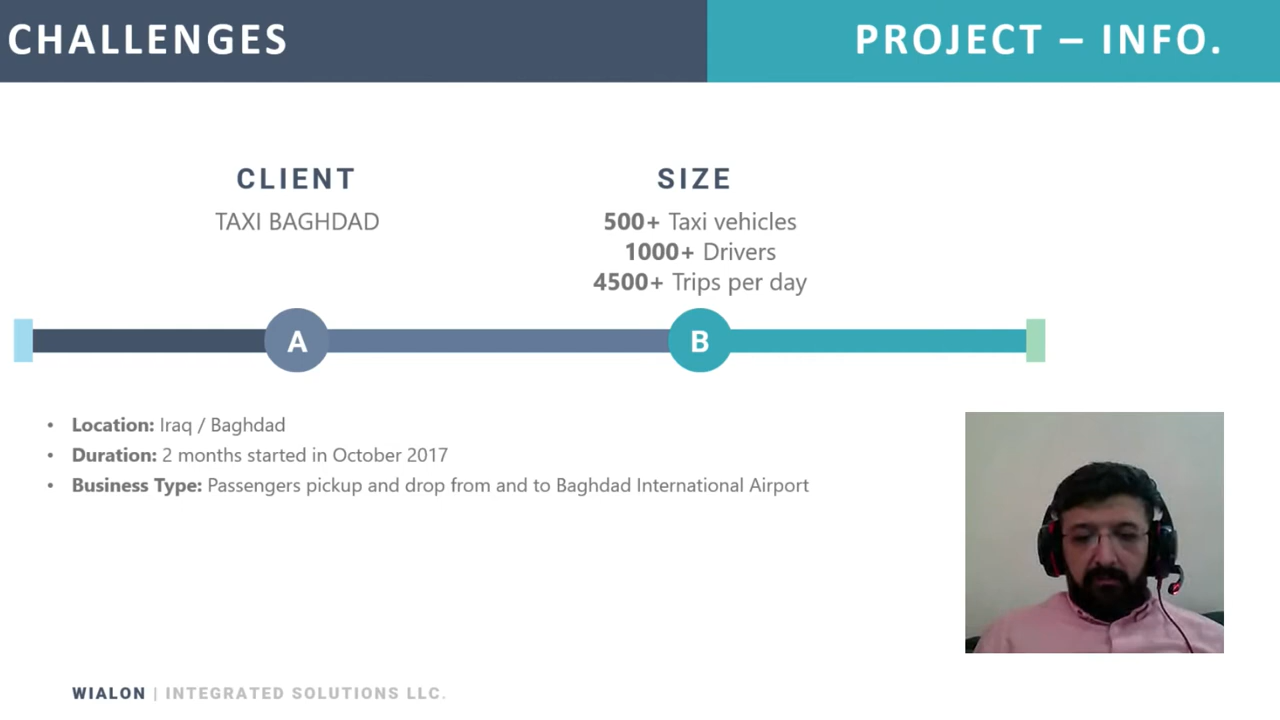 CHALLENGES
PROJECT – INFO.
CLIENT
TAXI BAGHDAD
SIZE
500+ Taxi vehicles
1000+ Drivers
4500+ Trips per day
A
B
• Location: Iraq / Baghdad
• Duration: 2 months started in October 2017
• Business Type: Passengers pickup and drop from and to Baghdad International Airport
WIALON | INTEGRATED SOLUTIONS LLC.